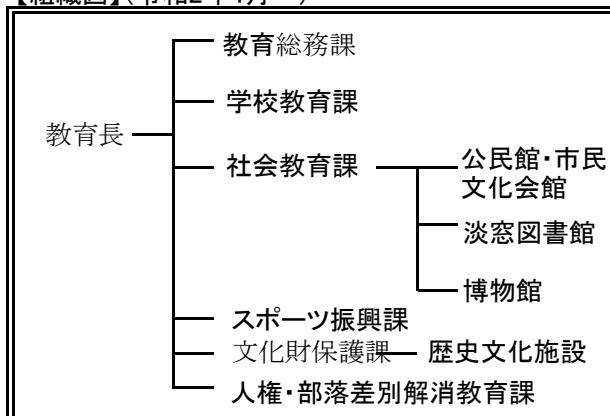 教育総務課
学校教育課
教育長
社会教育課
公民館・市民
文化会館
淡窓図書館
博物館
スポーツ振興課
文化財保護課 歴史文化施設
人権・部落差別解消教育課